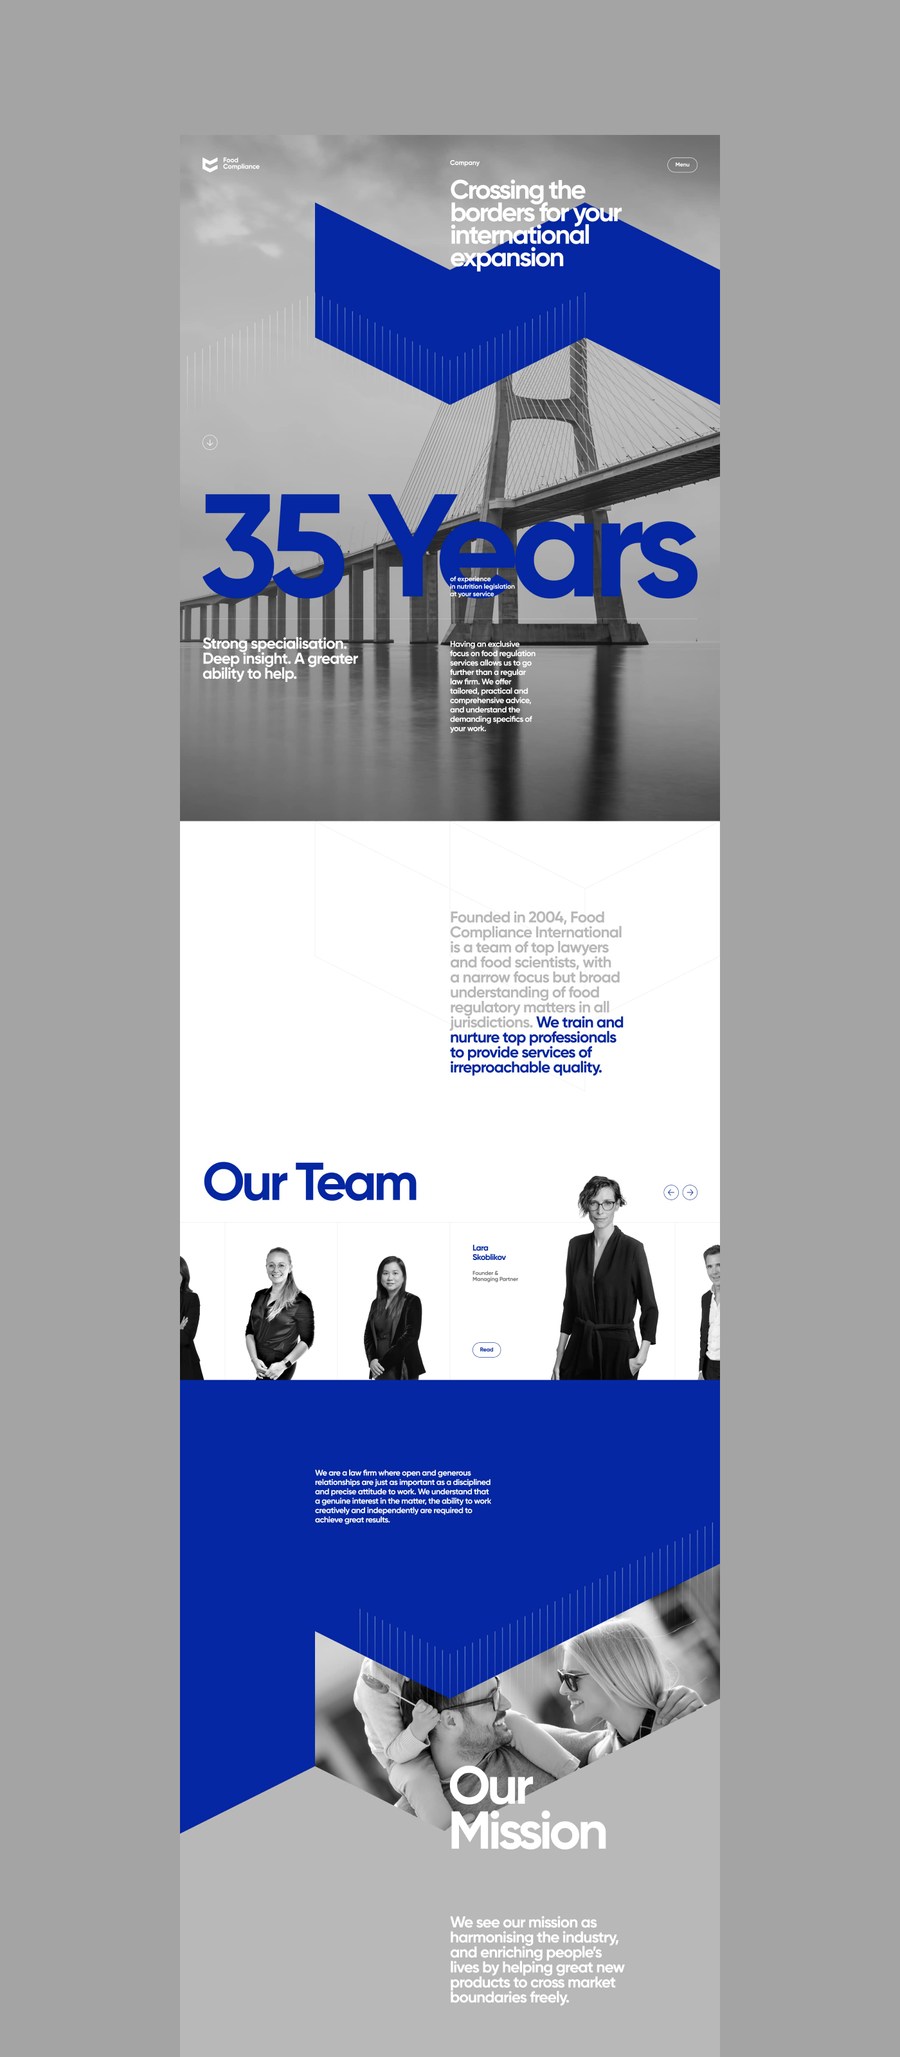 Food
Compliance
Company
Menu
Crossing the
borders for your
international
expansion
35 Years
of experience
in nutrition legislation
at your service
Strong specialisation.
Deep insight. A greater
ability to help.
Having an exclusive
focus on food regulation
services allows us to go
further than a regular
law firm. We offer
tailored, practical and
comprehensive advice,
and understand the
demanding specifics of
your work.
Founded in 2004, Food
Compliance International
is a team of top lawyers
and food scientists, with
a narrow focus but broad
understanding of food
regulatory matters in all
jurisdictions. We train and
nurture top professionals
to provide services of
irreproachable quality.
Our Team
Lara
Skoblikov
Founder &
Managing Partner
Read
We are a law firm where open and generous
relationships are just as important as a disciplined
and precise attitude to work. We understand that
a genuine interest in the matter, the ability to work
creatively and independently are required to
achieve great results.
Our
Mission
We see our mission as
harmonising the industry,
and enriching people's
lives by helping great new
products to cross market
boundaries freely.